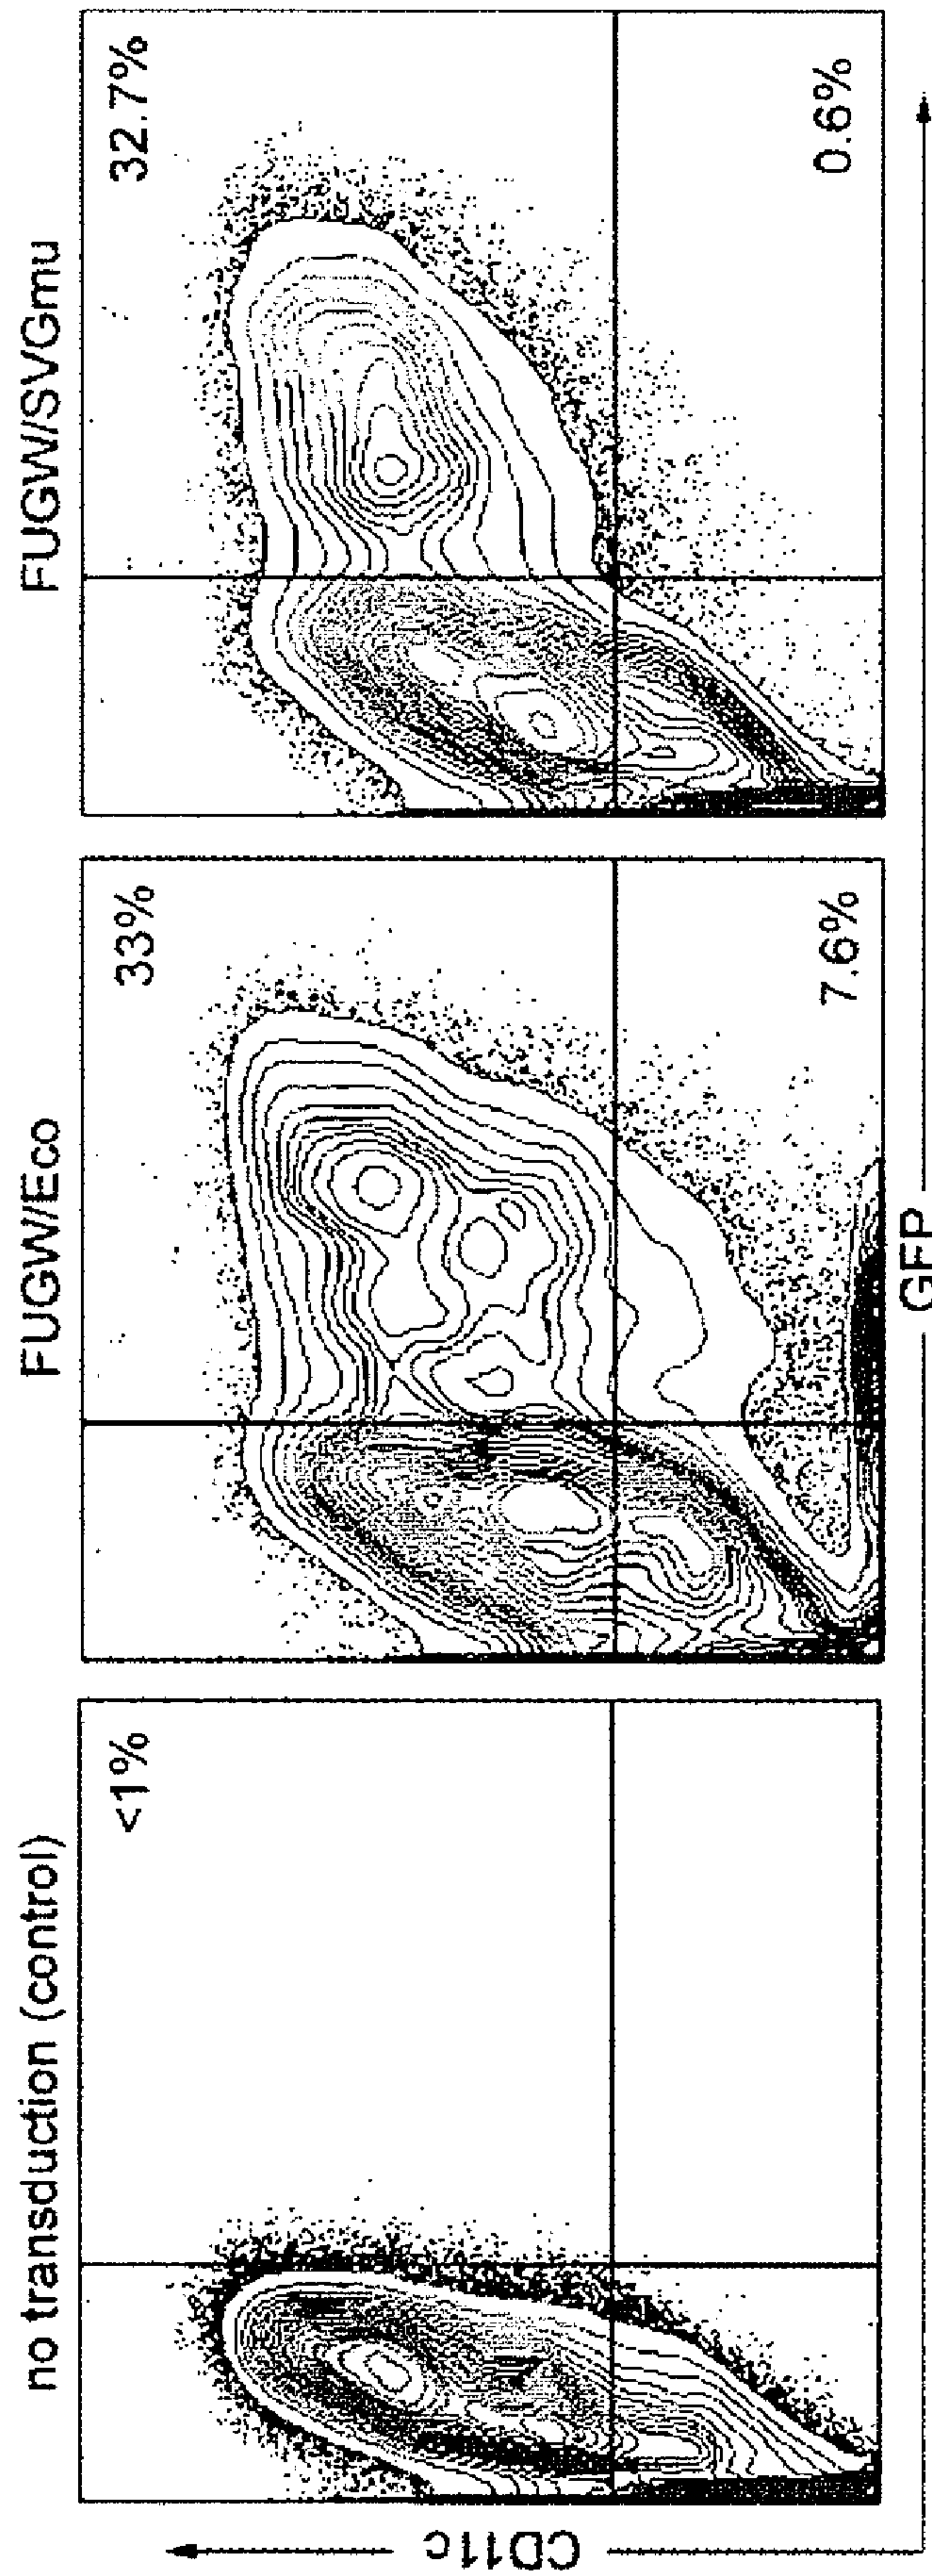 no transduction (control)
FUGW/Eco
FUGW/SVGmu
<1%
33%
32.7%
7.6%
0.6%
CD11c
GFP